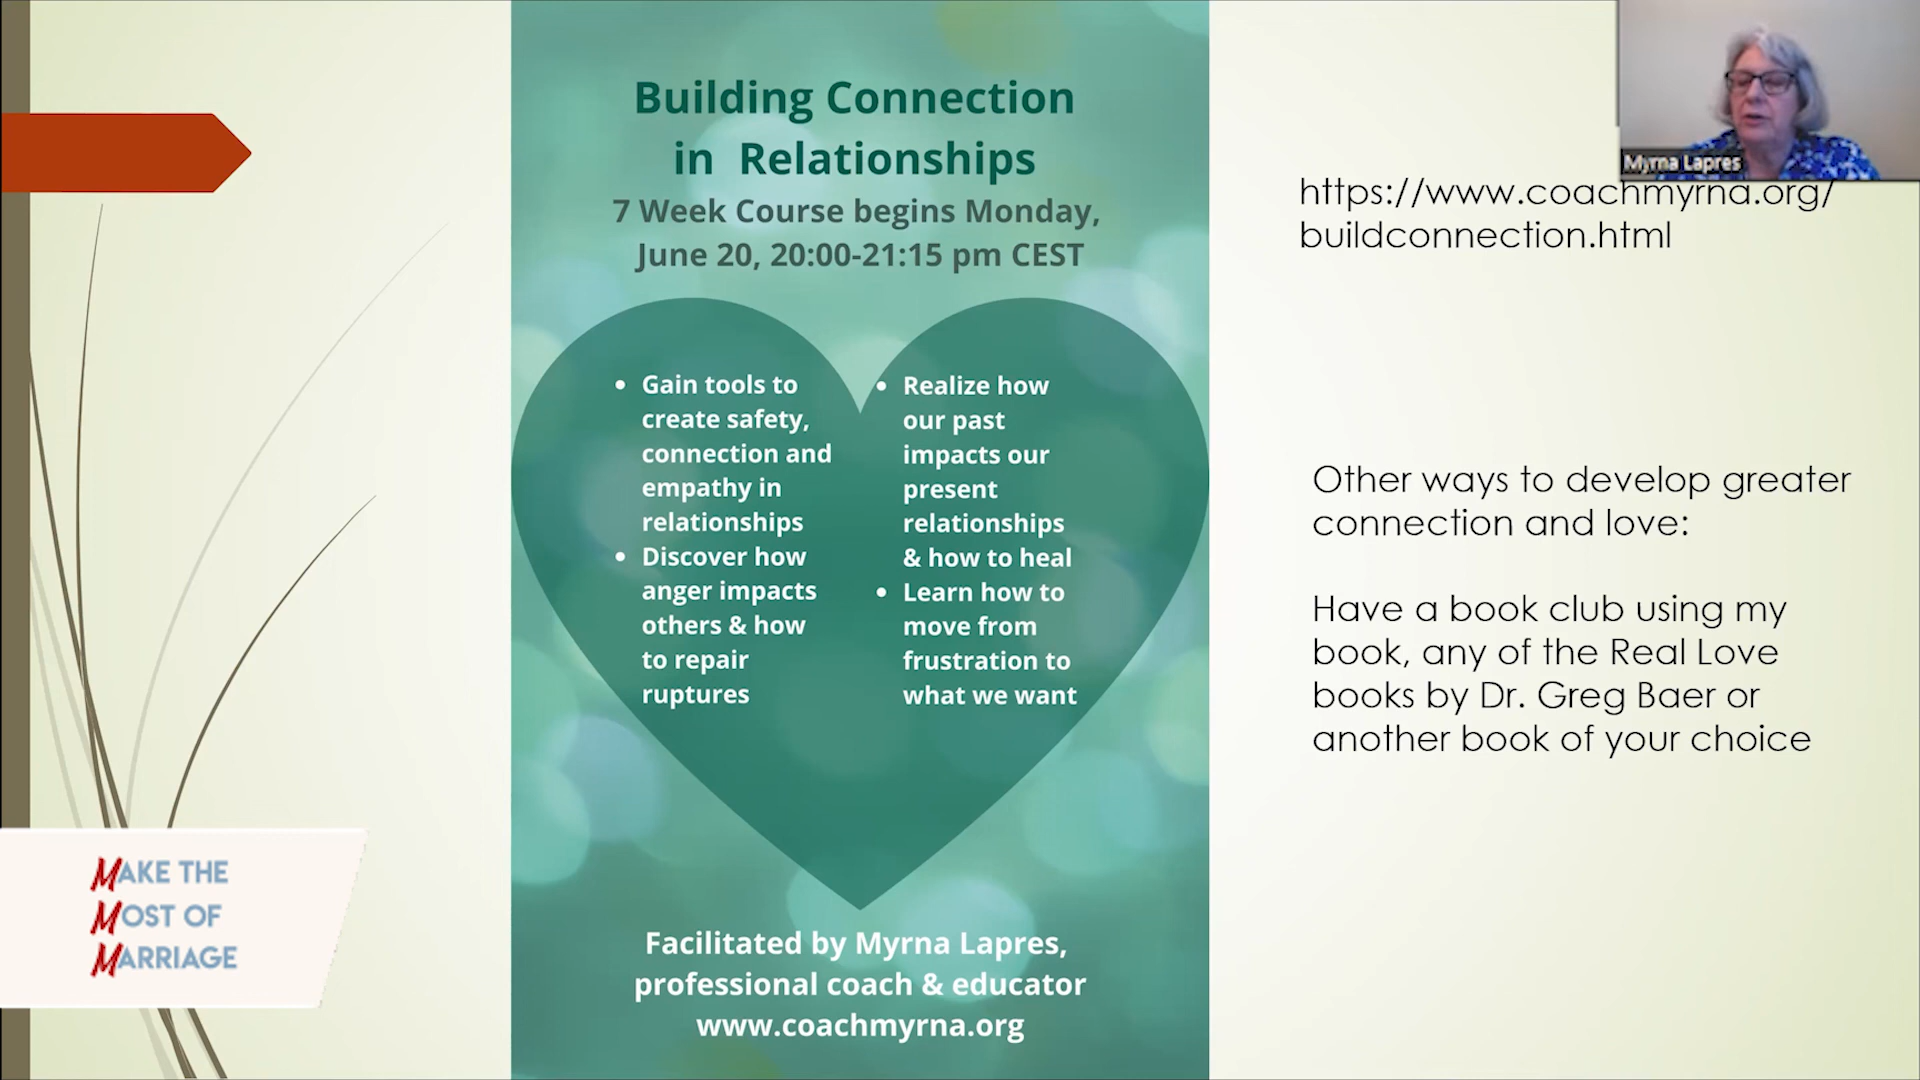 Building Connection
in Relationships
7 Week Course begins Monday,
June 20, 20:00-21:15 pm CEST
• Gain tools to
create safety,
connection and
empathy in
relationships
• Discover how
anger impacts
others & how
to repair
ruptures
• Realize how
our past
impacts our
present
relationships
& how to heal
• Learn how to
move from
frustration to
what we want
Facilitated by Myrna Lapres,
professional coach & educator
www.coachmyrna.org
Myrna Lapres
https://www.coachmyrna.org/
buildconnection.html
Other ways to develop greater
connection and love:
Have a book club using my
book, any of the Real Love
books by Dr. Greg Baer or
another book of your choice
MAKE THE
MOST OF
MARRIAGE